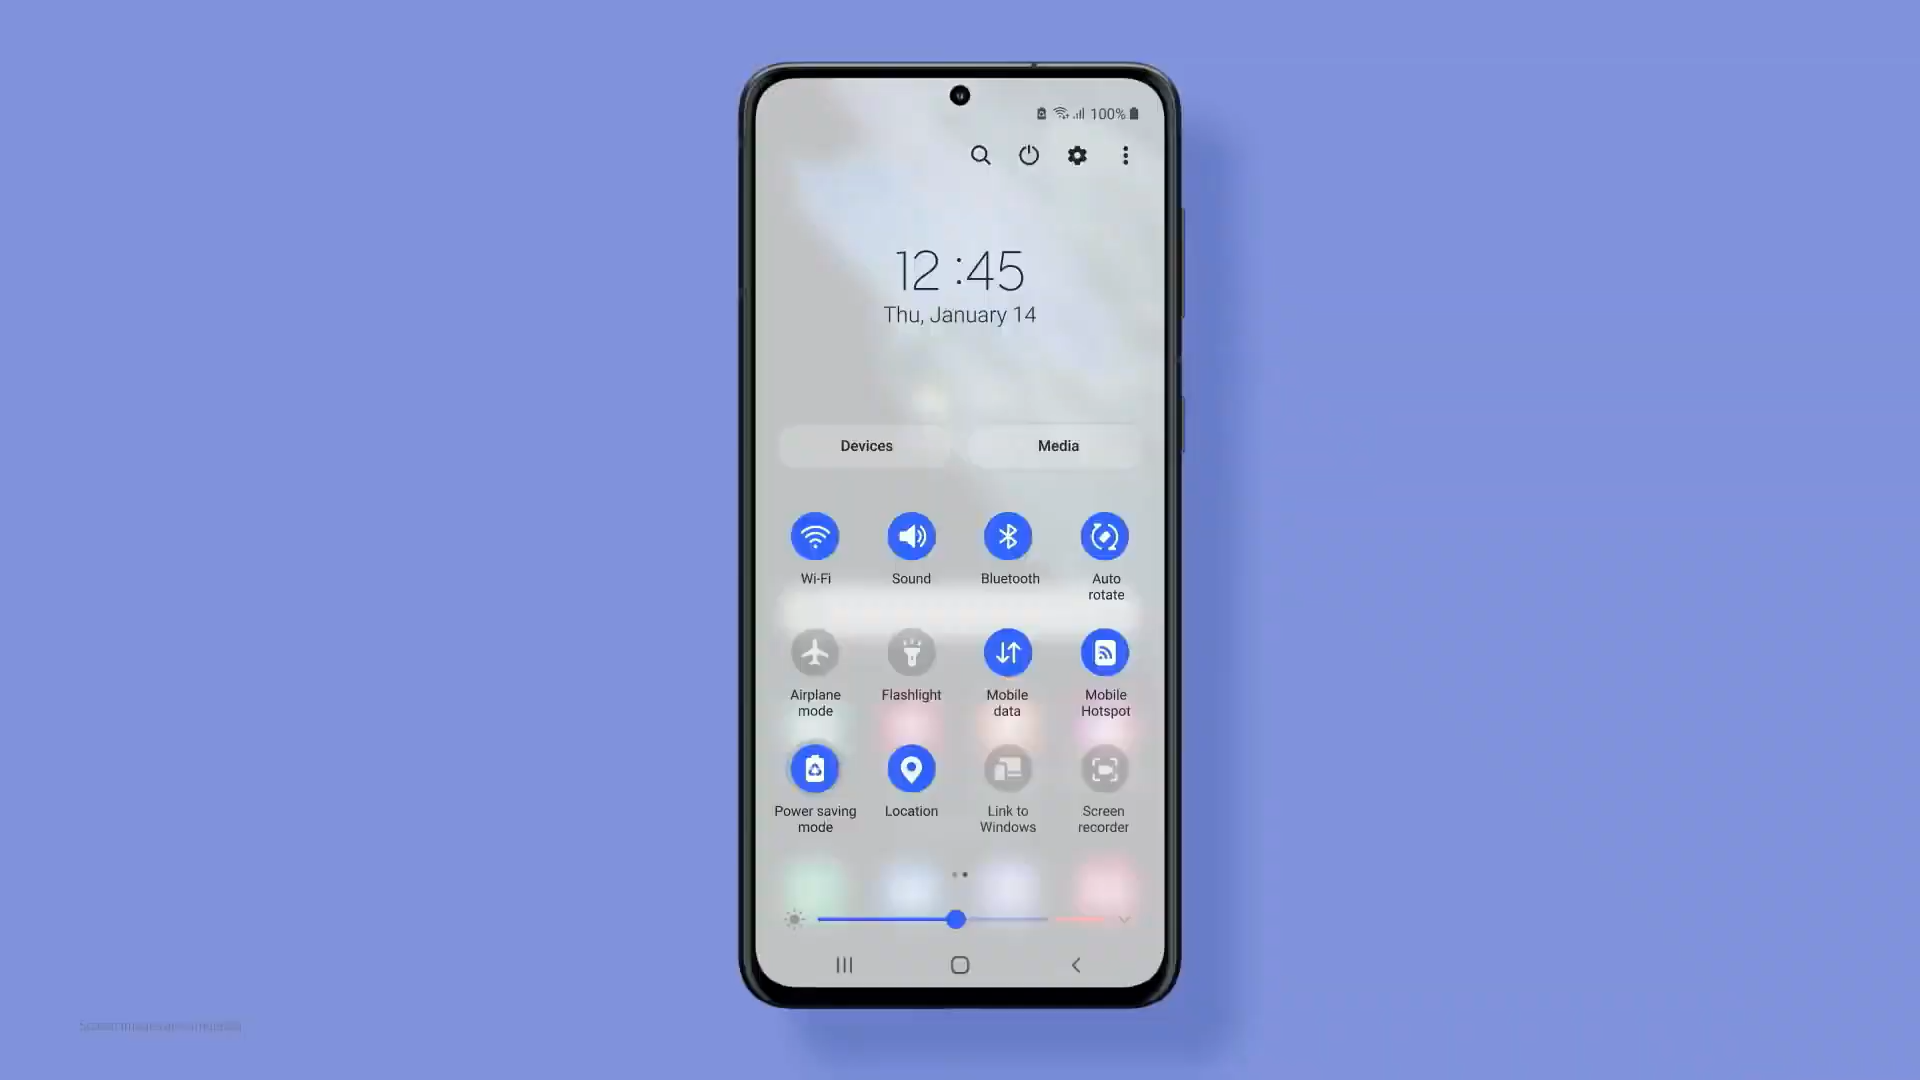 100%
12:45
Thu, January 14
Devices
Media
Wi-Fi
Sound
Bluetooth
Auto
rotate
Airplane
mode
Flashlight
Mobile
data
Mobile
Hotspot
Power saving
mode
Location
Link to
Windows
Screen
recorder